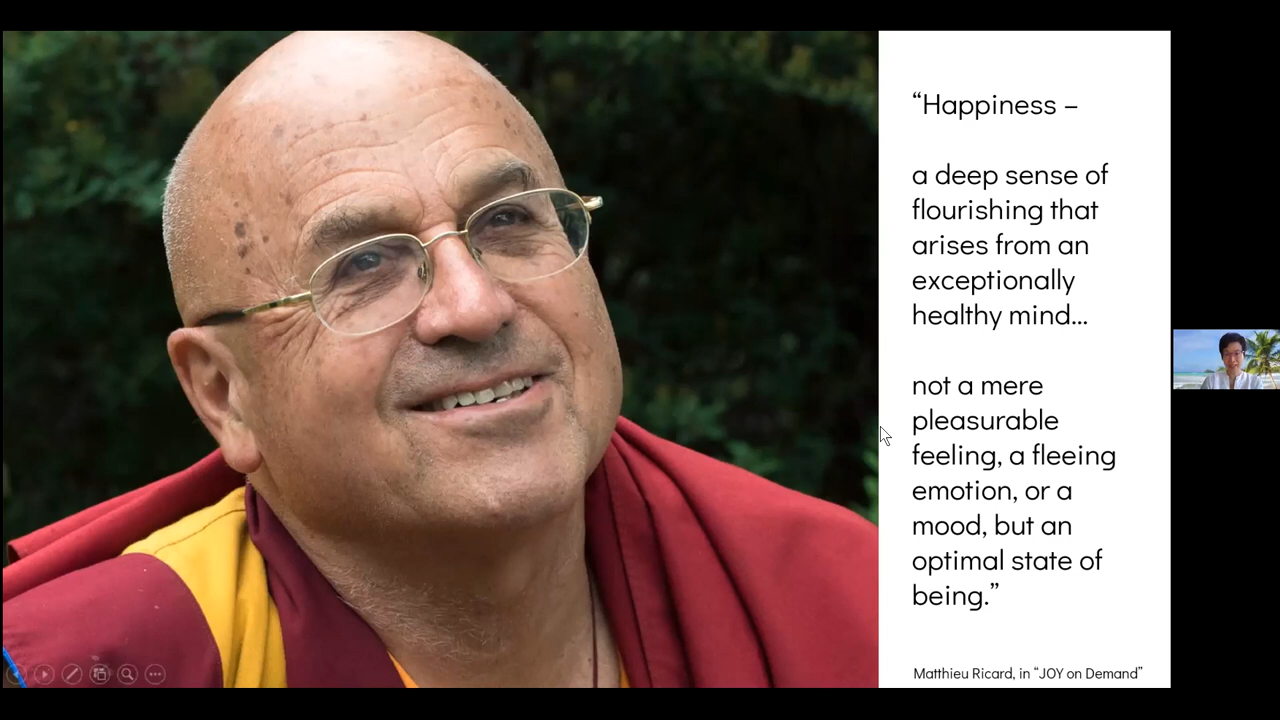 “Happiness –
a deep sense of
flourishing that
arises from an
exceptionally
healthy mind...
not a mere
pleasurable
feeling, a fleeing
emotion, or a
mood, but an
optimal state of
being.”
Matthieu Ricard, in “JOY on Demand”